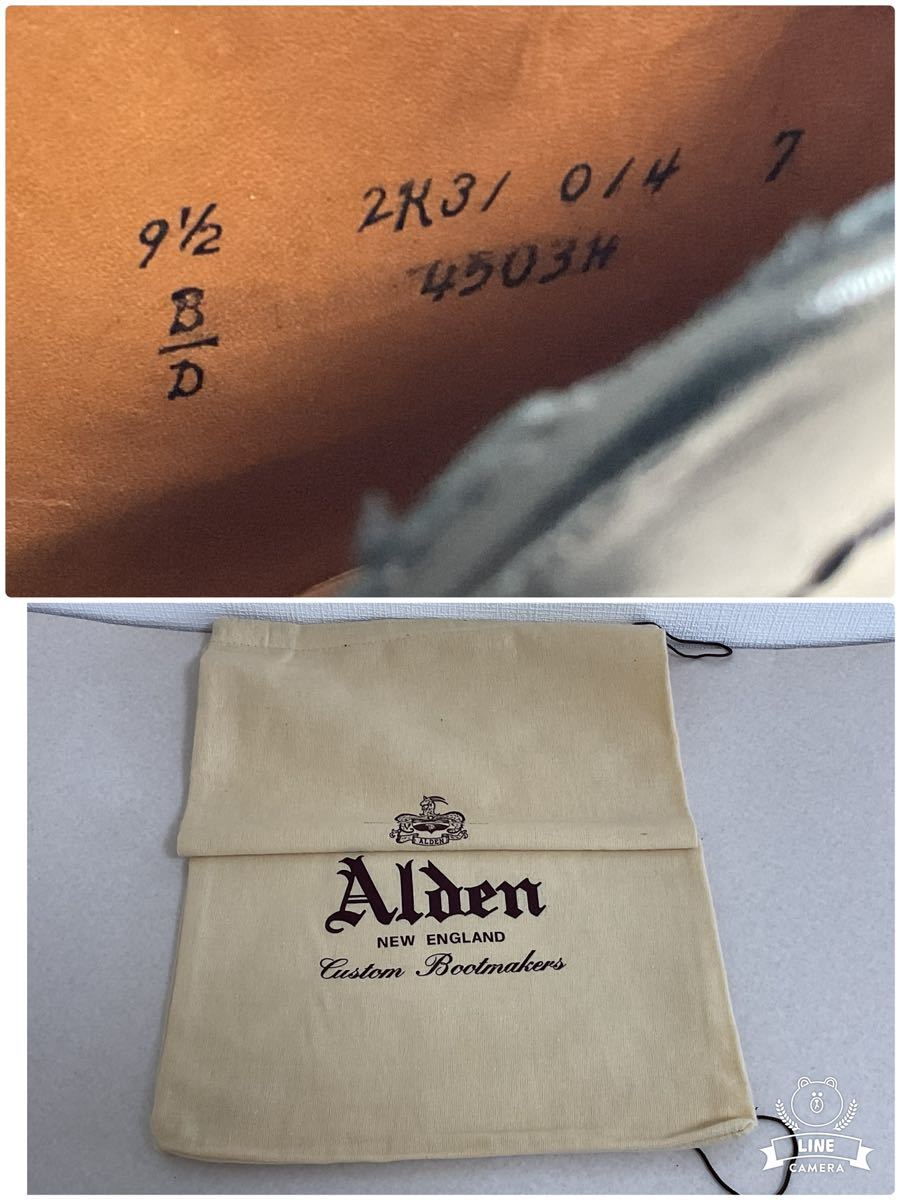 9½ 2K31 014 7
4503H
B
D
ALDEN
Alden
NEW ENGLAND
Custom Bootmakers
LINE
CAMERA